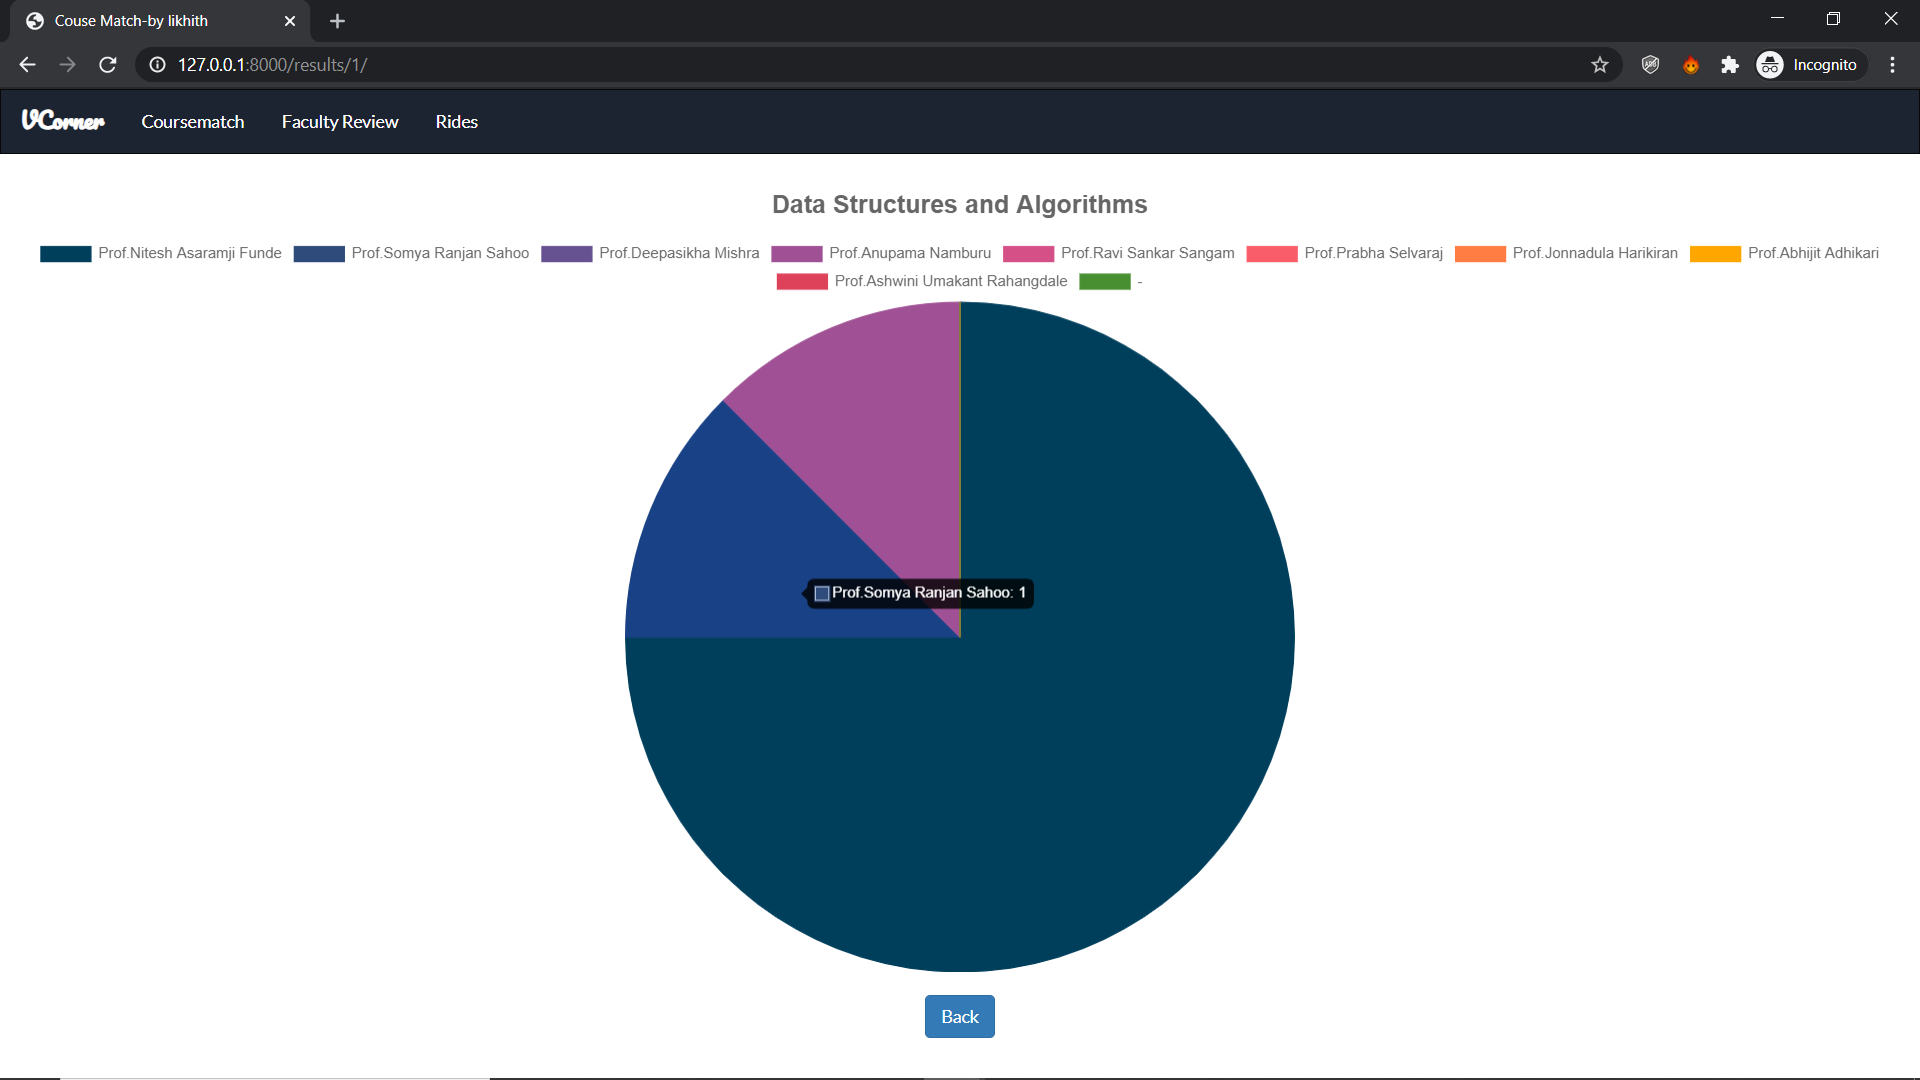 Couse Match-by likhith
127.0.0.1:8000/results/1/
Incognito
VCorner Coursematch Faculty Review Rides
Data Structures and Algorithms
Prof.Nitesh Asaramji Funde Prof.Somya Ranjan Sahoo Prof.Deepasikha Mishra Prof.Anupama Namburu Prof.Ravi Sankar Sangam Prof.Prabha Selvaraj Prof.Jonnadula Harikiran Prof.Abhijit Adhikari
Prof.Ashwini Umakant Rahangdale -
Prof.Somya Ranjan Sahoo: 1
Back